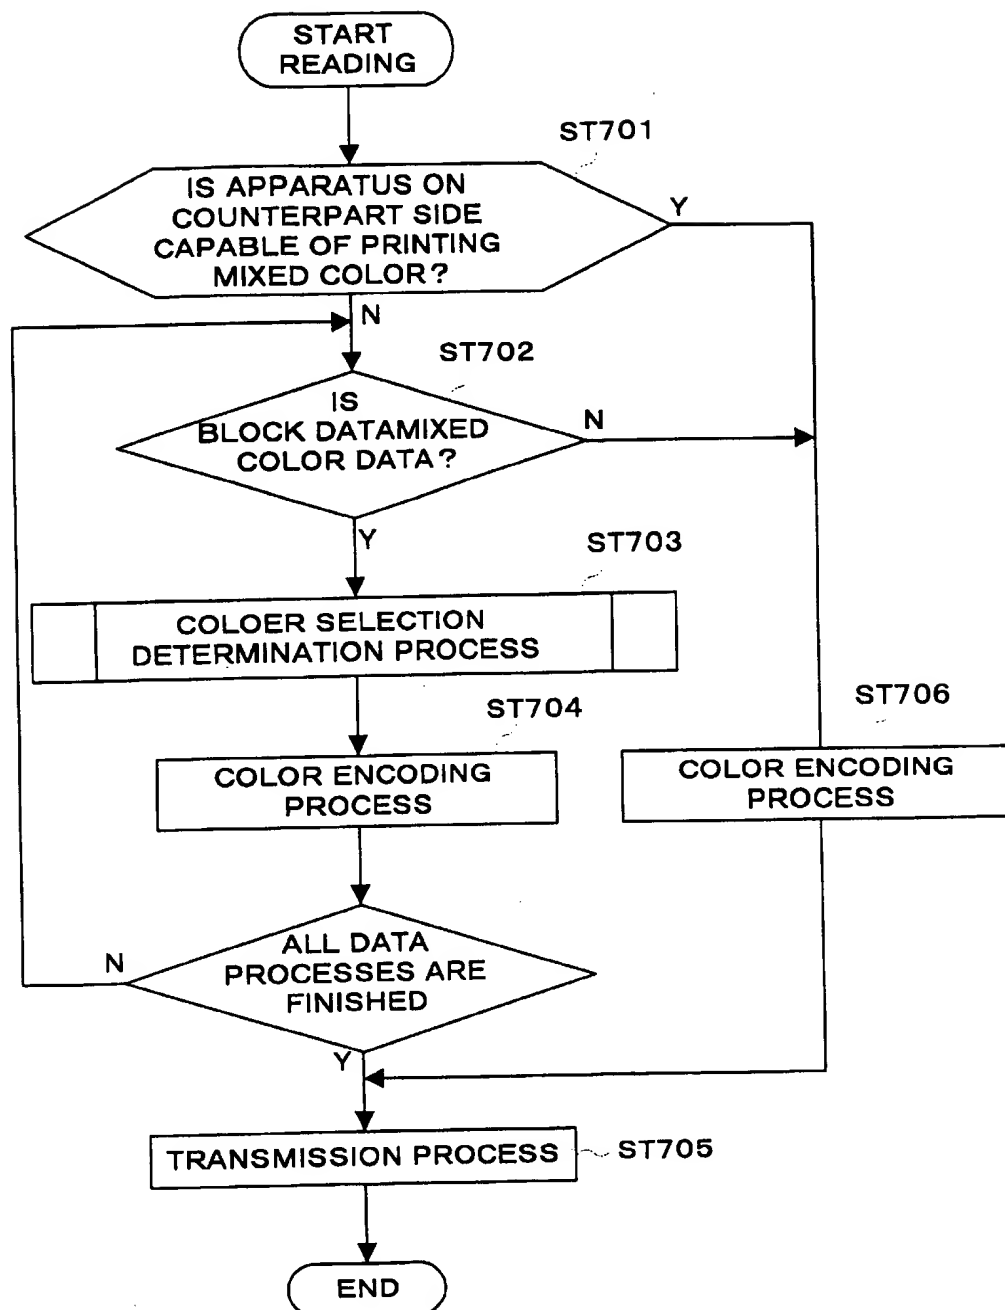 START
READING
ST701
IS APPARATUS ON
COUNTERPART SIDE
CAPABLE OF PRINTING
MIXED COLOR?
Y
N
ST702
IS
BLOCK DATAMIXED
COLOR DATA?
N
Y
ST703
COLOER SELECTION
DETERMINATION PROCESS
ST704
COLOR ENCODING
PROCESS
ST706
COLOR ENCODING
PROCESS
ALL DATA
PROCESSES ARE
FINISHED
N
Y
TRANSMISSION PROCESS
ST705
END